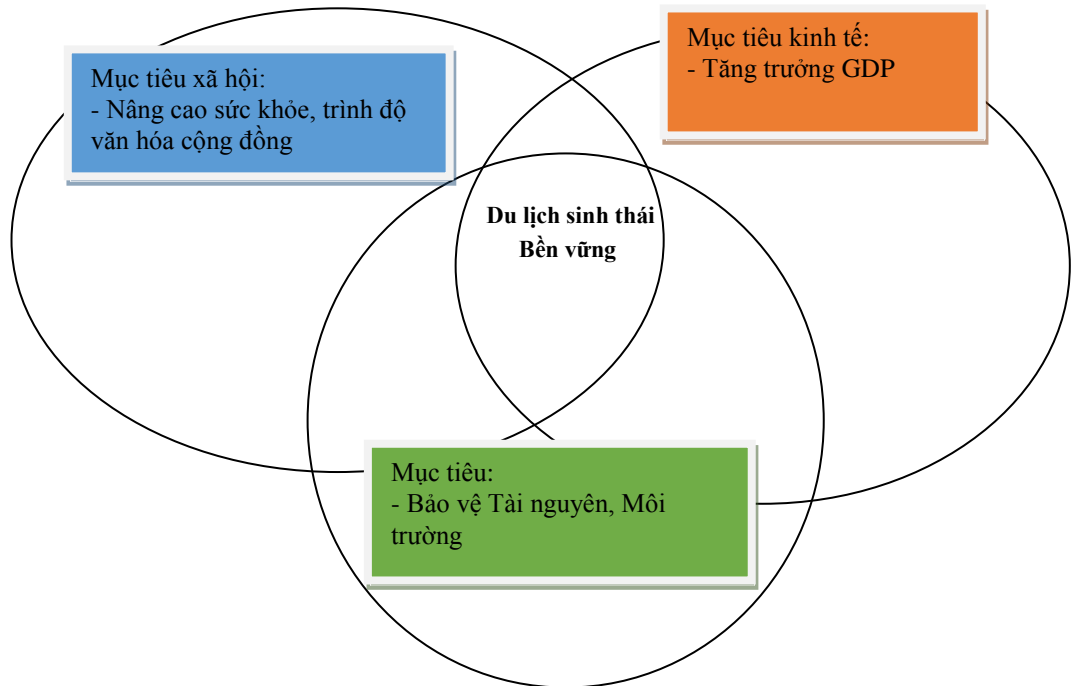 Mục tiêu xã hội:
- Nâng cao sức khỏe, trình độ
văn hóa cộng đồng
Mục tiêu kinh tế:
- Tăng trưởng GDP
Du lịch sinh thái
Bền vững
Mục tiêu:
- Bảo vệ Tài nguyên, Môi
trường